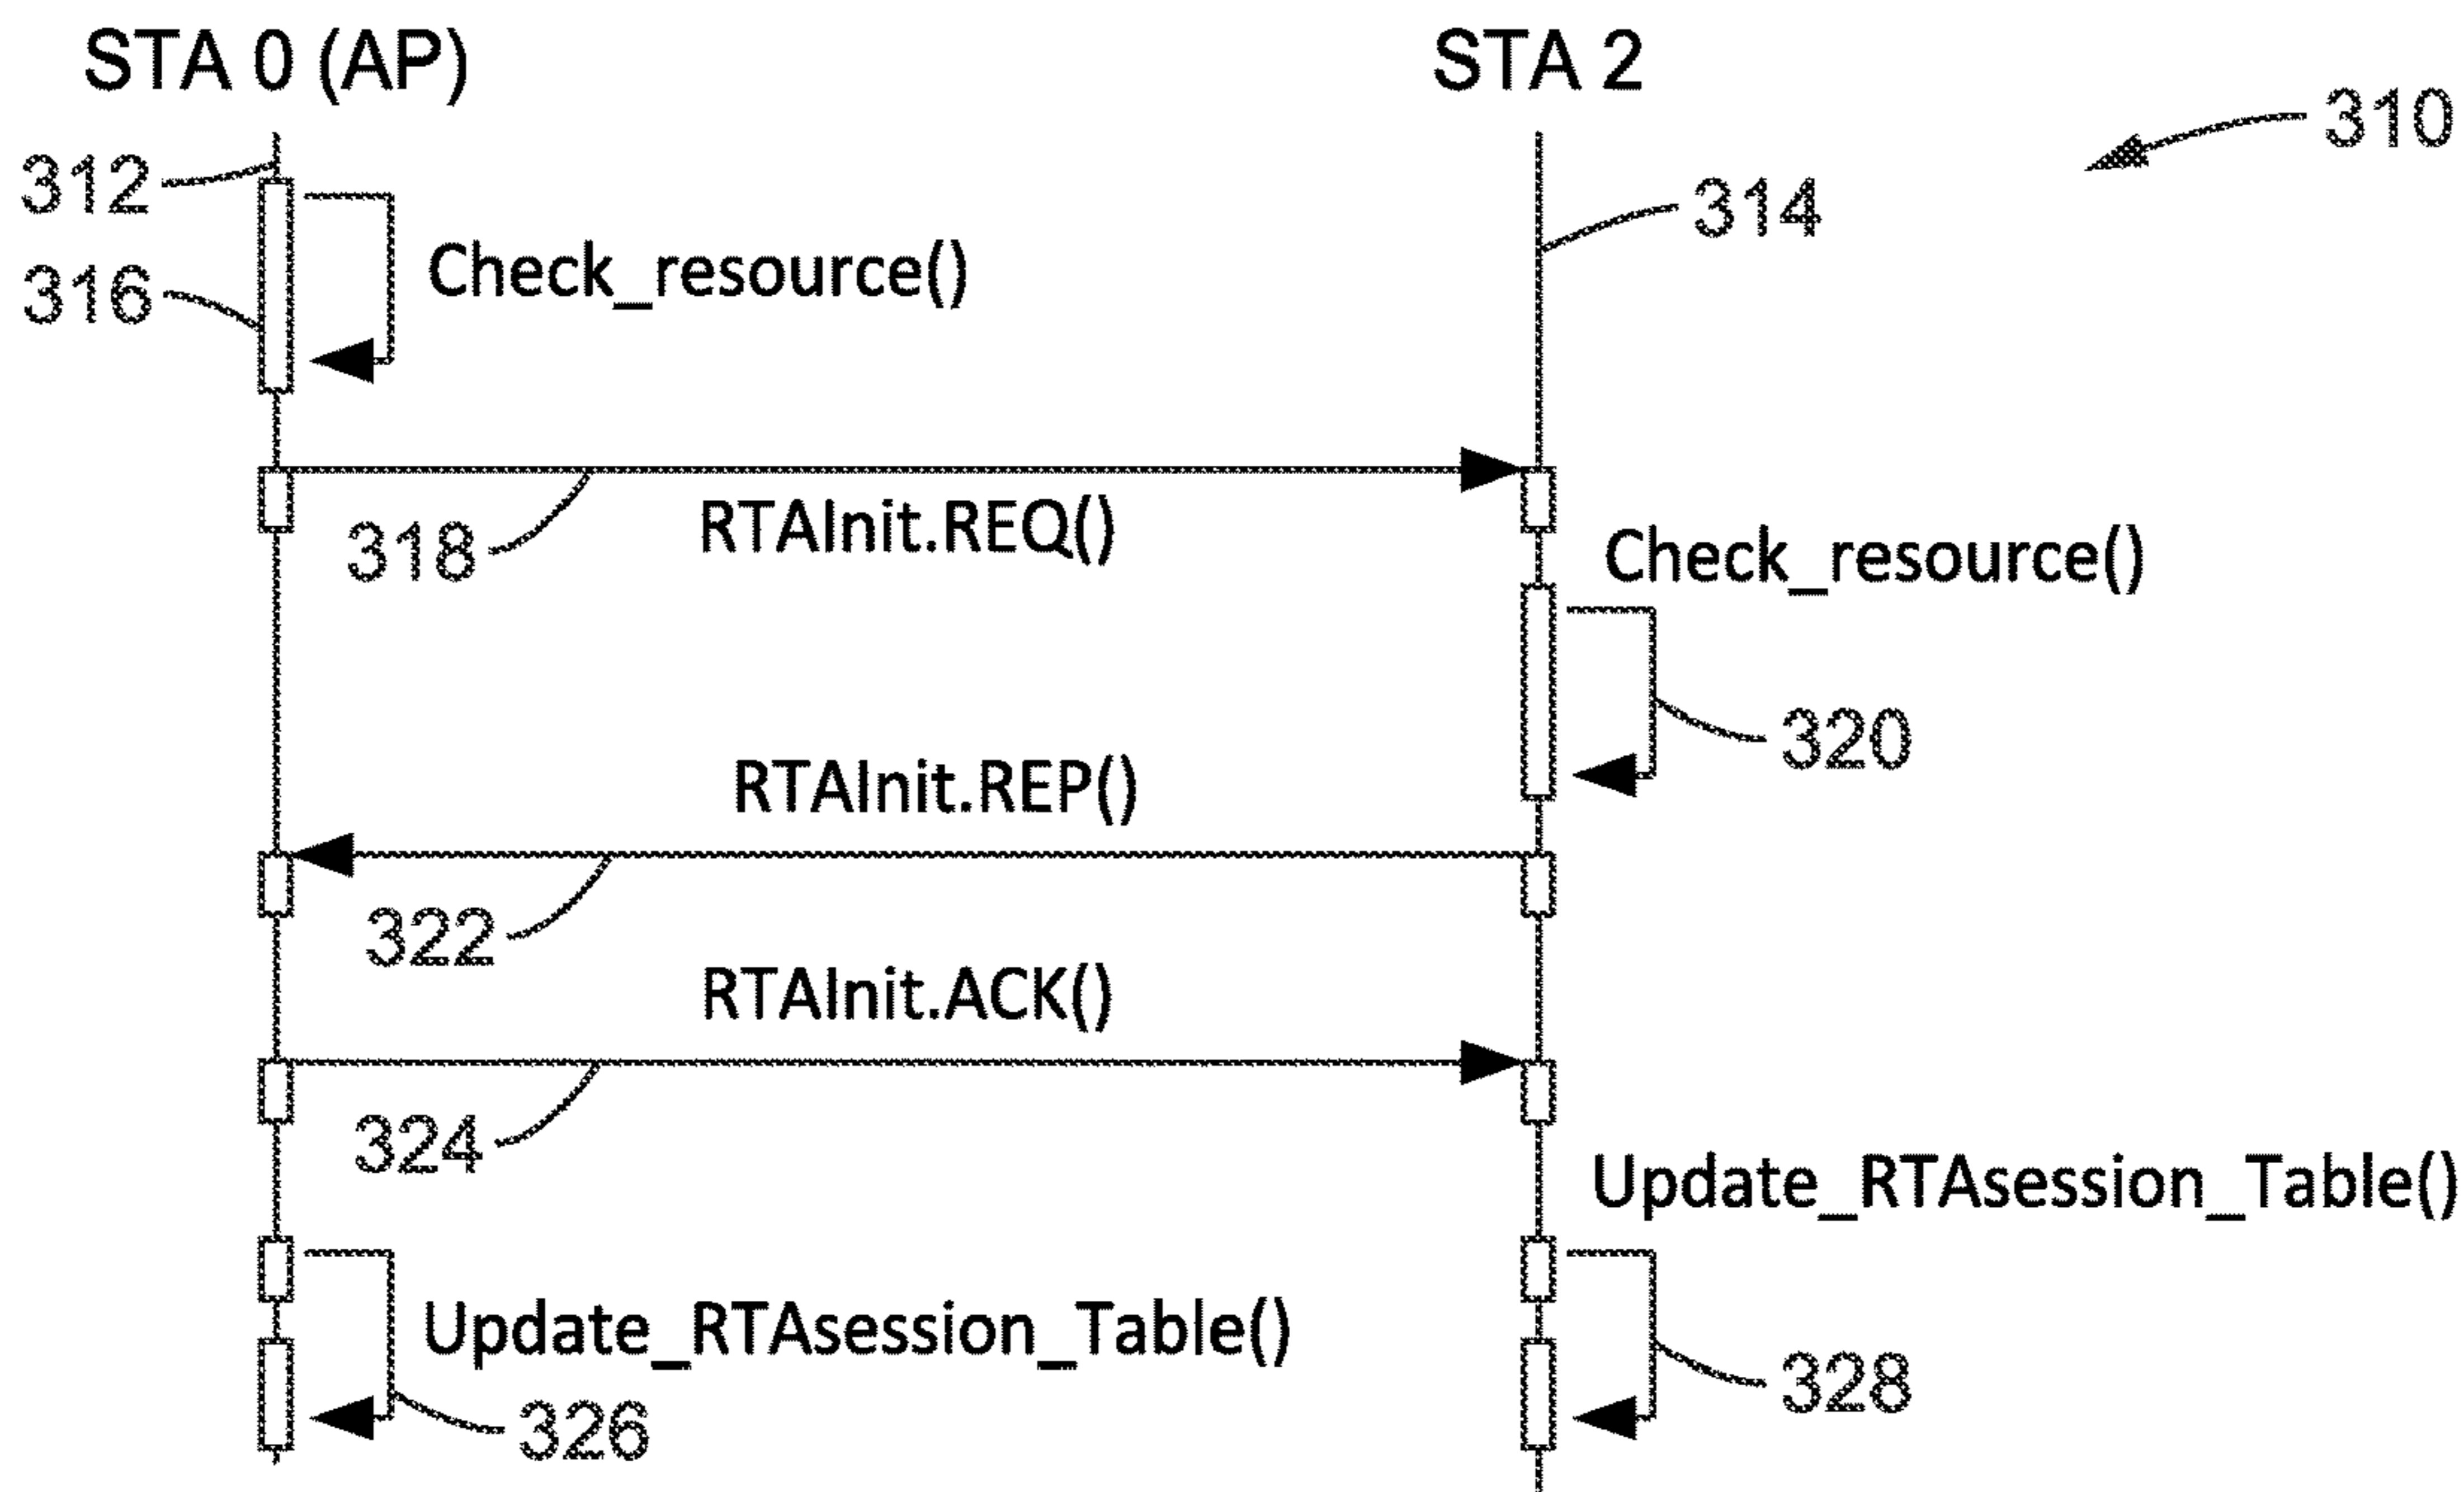 STA 0 (AP)
STA 2
310
312
314
316
Check_resource()
318
RTAInit.REQ()
Check_resource()
320
RTAInit.REP()
322
RTAInit.ACK()
324
Update_RTAsession_Table()
Update_RTAsession_Table()
328
326